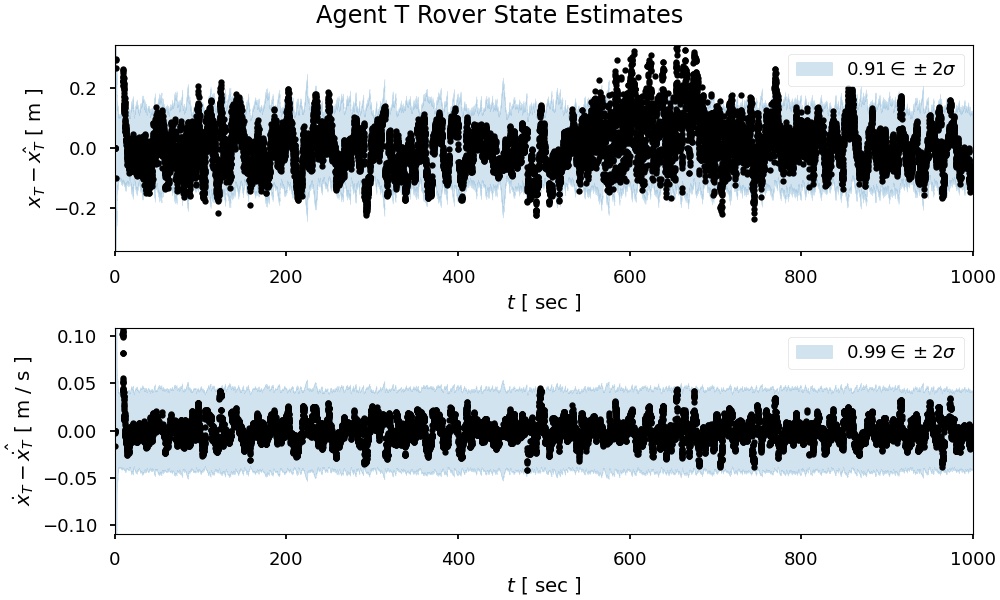 Agent T Rover State Estimates
0.2
0.0
−0.2
x_T − x̂_T [ m ]
0.91 ∈ ±2σ
0 200 400 600 800 1000
t [ sec ]
0.10
0.05
0.00
−0.05
−0.10
ẋ_T − ẋ̂_T [ m / s ]
0.99 ∈ ±2σ
0 200 400 600 800 1000
t [ sec ]